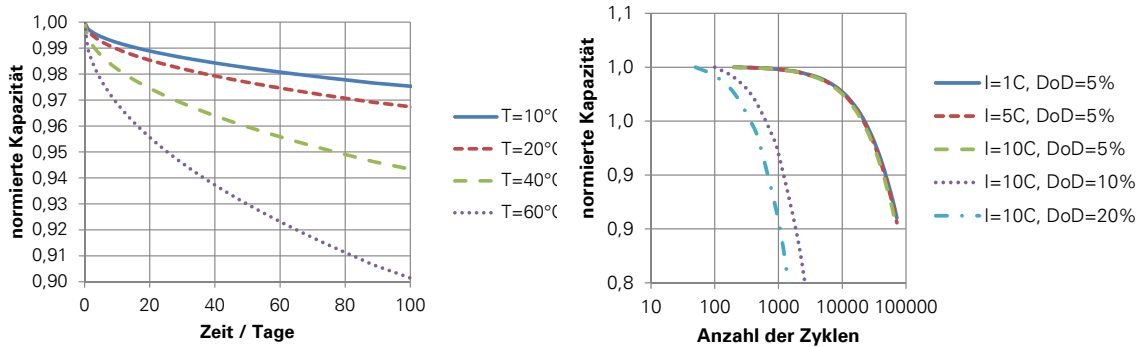 normierte Kapazität
1,00
0,99
0,98
0,97
0,96
0,95
0,94
0,93
0,92
0,91
0,90
0
20
40
60
80
100
Zeit / Tage
T=10°C
T=20°C
T=40°C
T=60°C
normierte Kapazität
1,1
1,0
1,0
0,9
0,9
0,8
10
100
1000
10000
100000
Anzahl der Zyklen
I=1C, DoD=5%
I=5C, DoD=5%
I=10C, DoD=5%
I=10C, DoD=10%
I=10C, DoD=20%